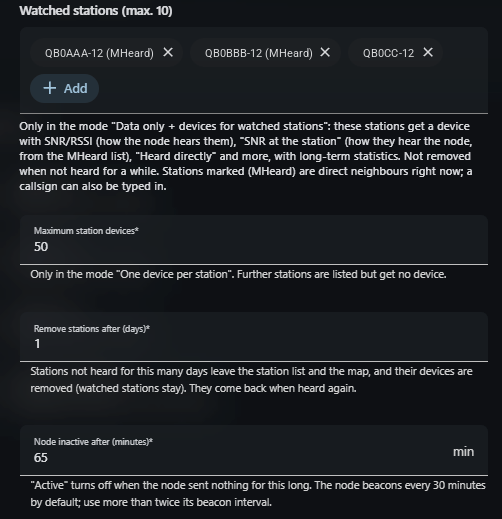 Watched stations (max. 10)
QB0AAA-12 (MHeard) ✕ QB0BBB-12 (MHeard) ✕ QB0CC-12 ✕
+ Add
Only in the mode "Data only + devices for watched stations": these stations get a device
with SNR/RSSI (how the node hears them), "SNR at the station" (how they hear the node,
from the MHeard list), "Heard directly" and more, with long-term statistics. Not removed
when not heard for a while. Stations marked (MHeard) are direct neighbours right now; a
callsign can also be typed in.
Maximum station devices*
50
Only in the mode "One device per station". Further stations are listed but get no device.
Remove stations after (days)*
1
Stations not heard for this many days leave the station list and the map, and their devices are
removed (watched stations stay). They come back when heard again.
Node inactive after (minutes)*
65 min
"Active" turns off when the node sent nothing for this long. The node beacons every 30 minutes
by default; use more than twice its beacon interval.